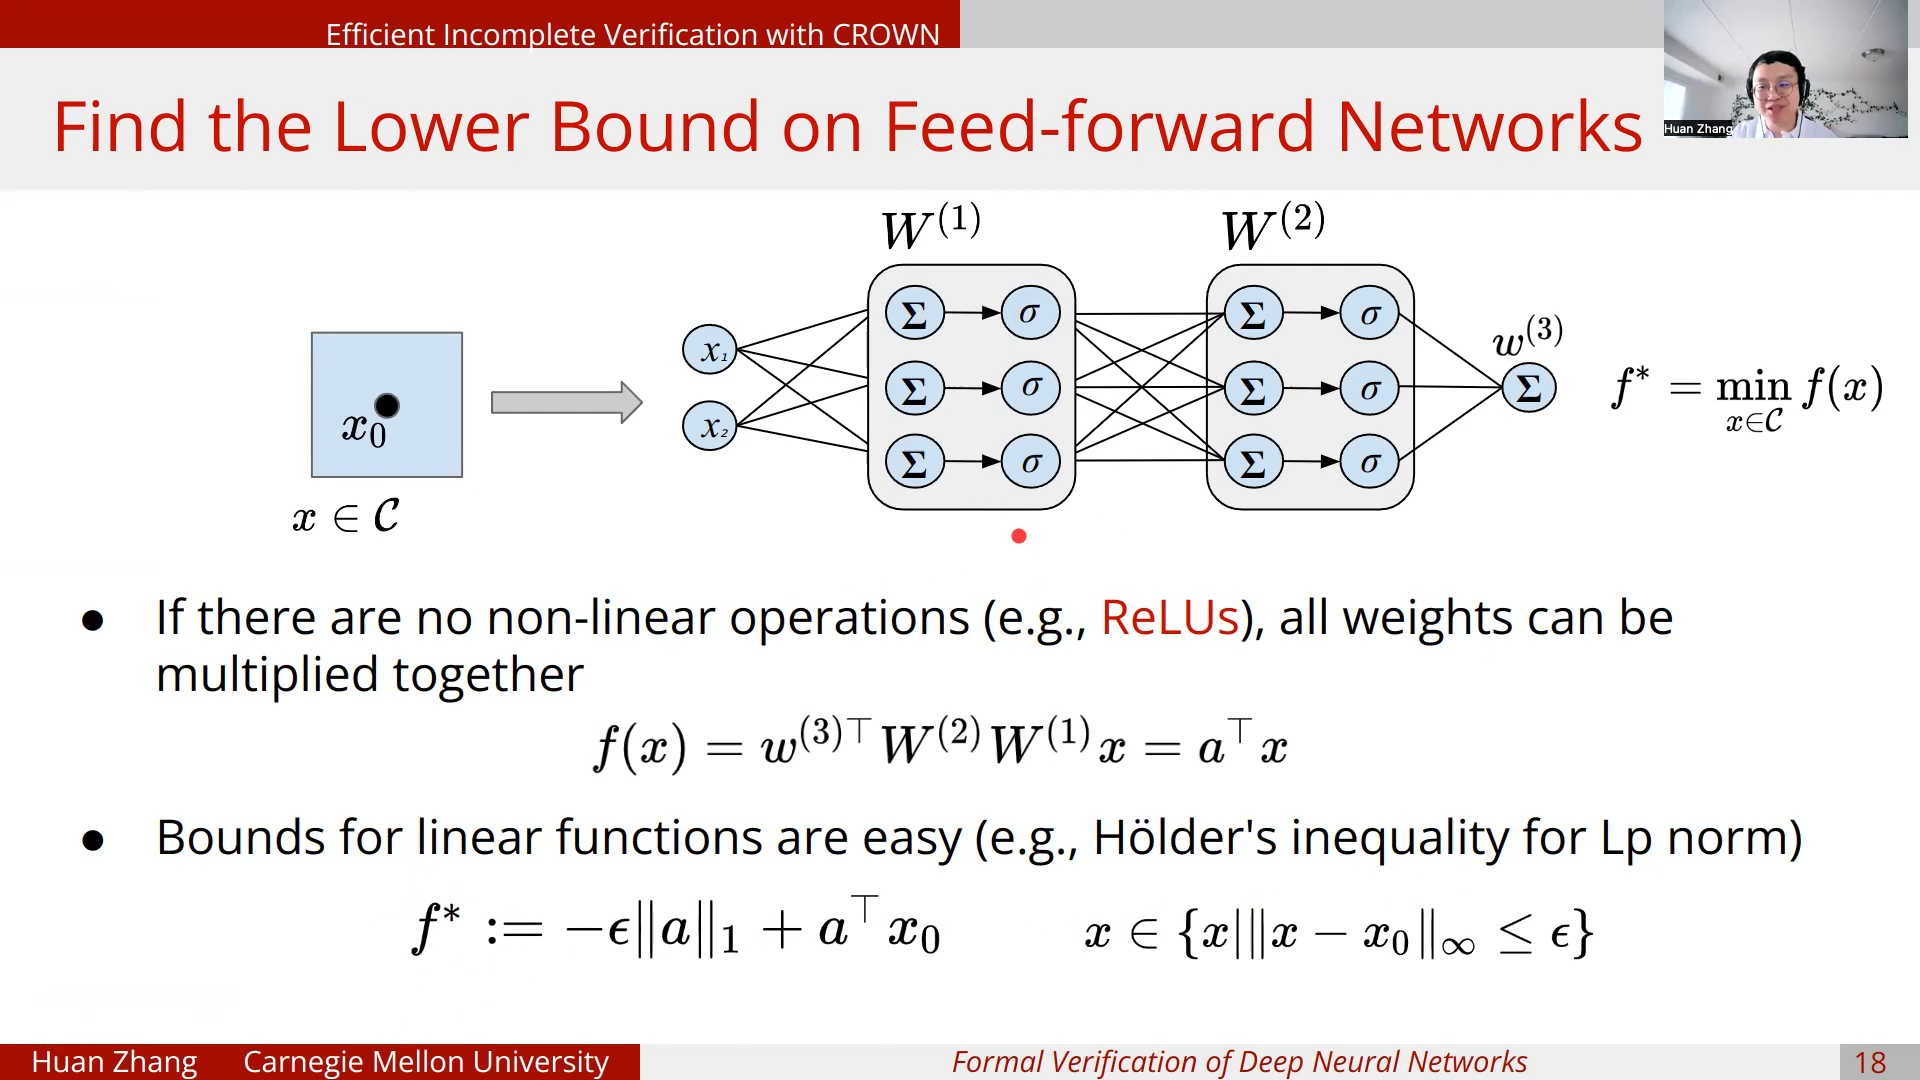 Efficient Incomplete Verification with CROWN
Find the Lower Bound on Feed-forward Networks
Huan Zhang
W^{(1)} W^{(2)}
Σ σ Σ σ
x₁
w^{(3)}
Σ σ Σ σ Σ
f^* = \min_{x∈𝒞} f(x)
x₀
x₂
Σ σ Σ σ
x ∈ 𝒞
● If there are no non-linear operations (e.g., ReLUs), all weights can be
multiplied together
f(x) = w^{(3)⊤} W^{(2)} W^{(1)} x = a^⊤ x
● Bounds for linear functions are easy (e.g., Hölder's inequality for Lp norm)
f^* := −ϵ‖a‖₁ + a^⊤ x₀ x ∈ {x|‖x − x₀‖_∞ ≤ ϵ}
Huan Zhang Carnegie Mellon University Formal Verification of Deep Neural Networks 18